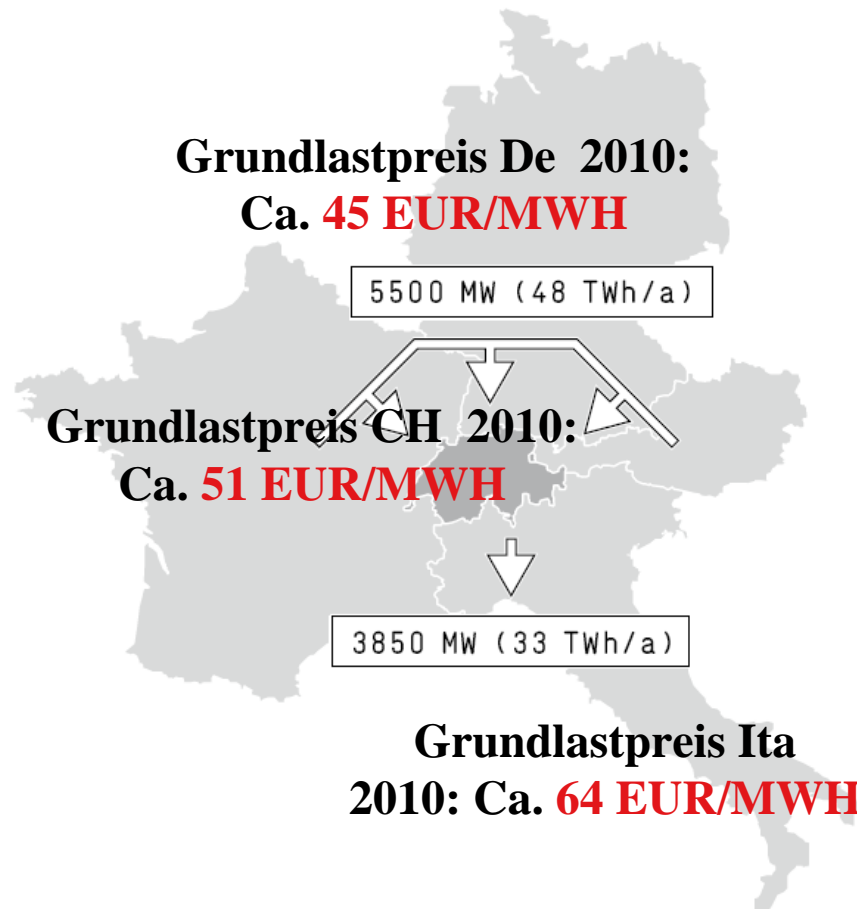 Grundlastpreis De 2010:
Ca. 45 EUR/MWH
5500 MW (48 TWh/a)
Grundlastpreis CH 2010:
Ca. 51 EUR/MWH
3850 MW (33 TWh/a)
Grundlastpreis Ita
2010: Ca. 64 EUR/MWH